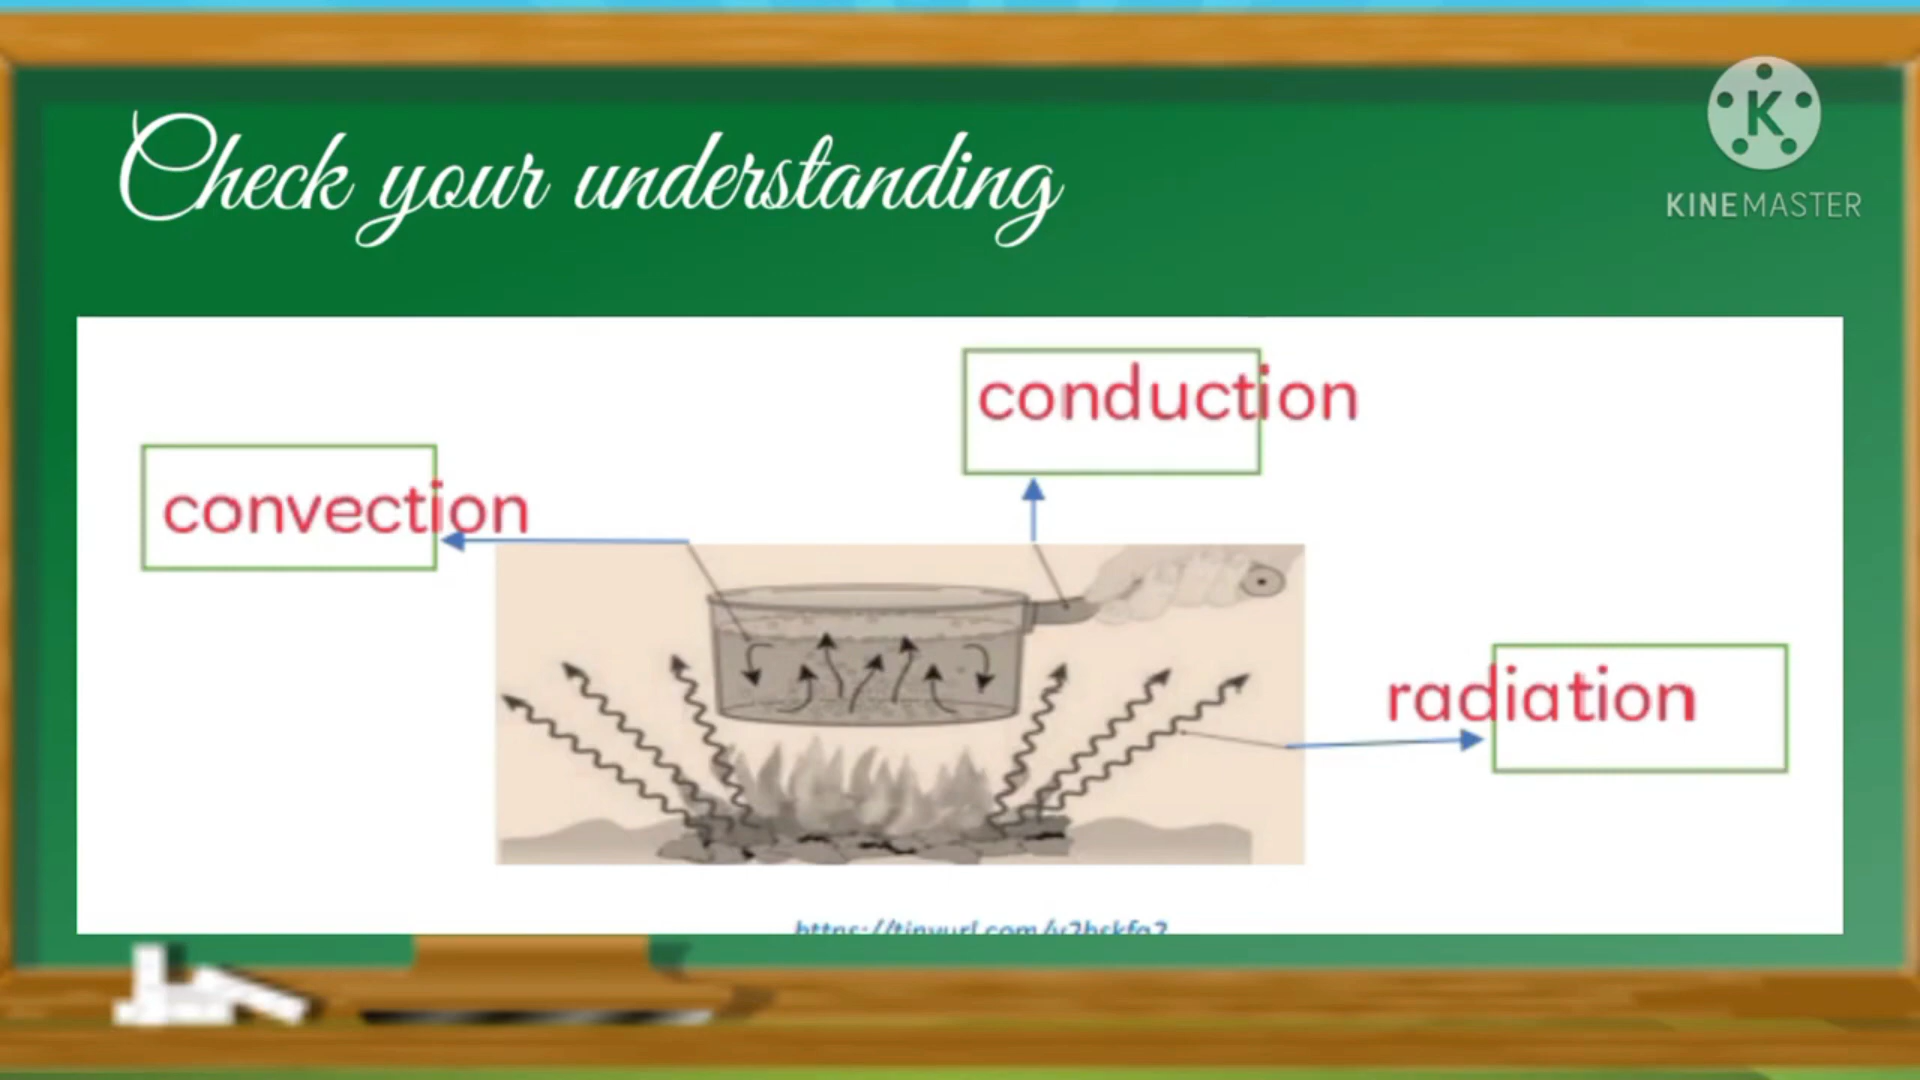 Check your understanding
K
KINEMASTER
conduction
convection
radiation